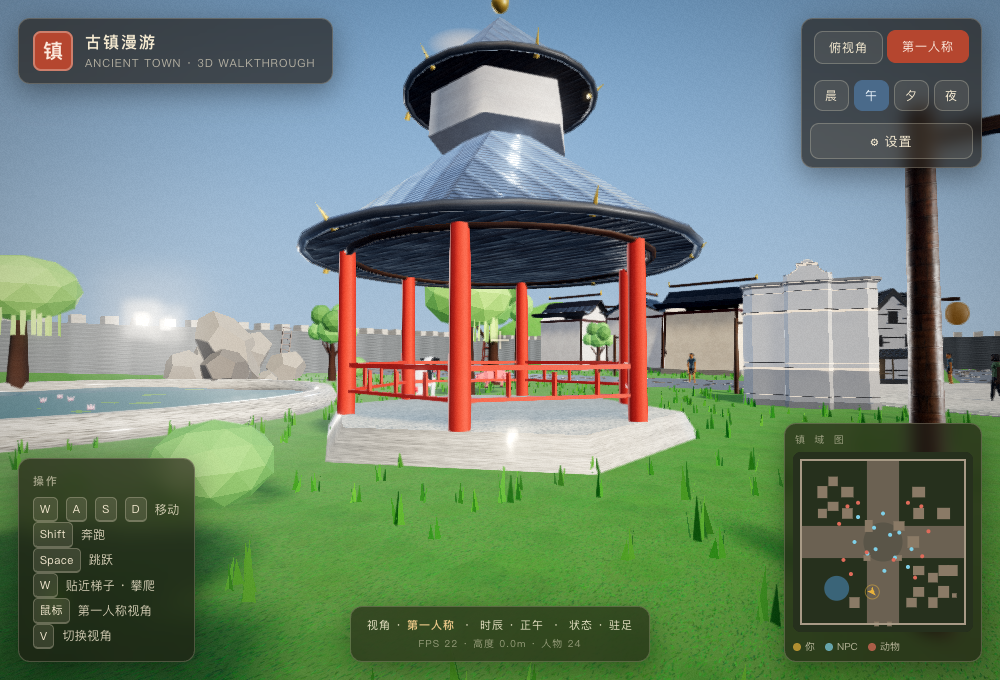 镇
古镇漫游
ANCIENT TOWN · 3D WALKTHROUGH
俯视角 第一人称
晨 午 夕 夜
⚙ 设置
操作
W A S D 移动
Shift 奔跑
Space 跳跃
W 贴近梯子 · 攀爬
鼠标 第一人称视角
V 切换视角
视角 · 第一人称 · 时辰 · 正午 · 状态 · 驻足
FPS 22 · 高度 0.0m · 人物 24
镇域图
你 NPC 动物